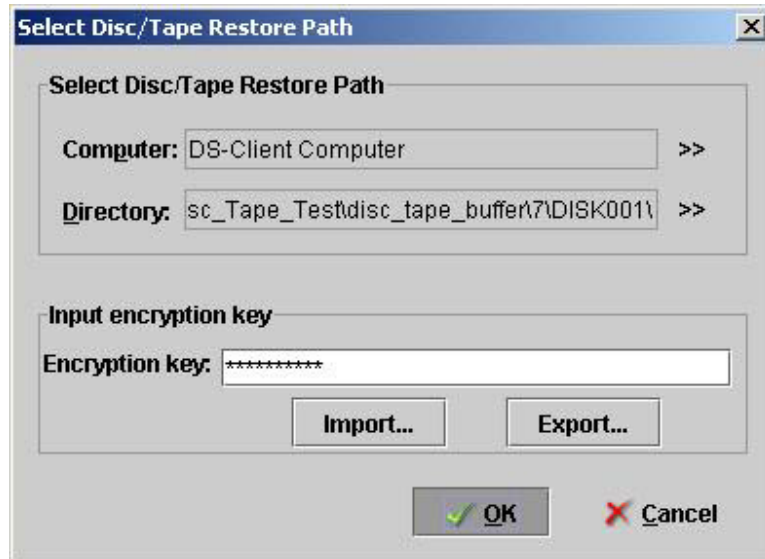 Select Disc/Tape Restore Path
Select Disc/Tape Restore Path
Computer: DS-Client Computer >>
Directory: sc_Tape_Test\disc_tape_buffer\7\DISK001\ >>
Input encryption key
Encryption key: **********
Import... Export...
OK Cancel